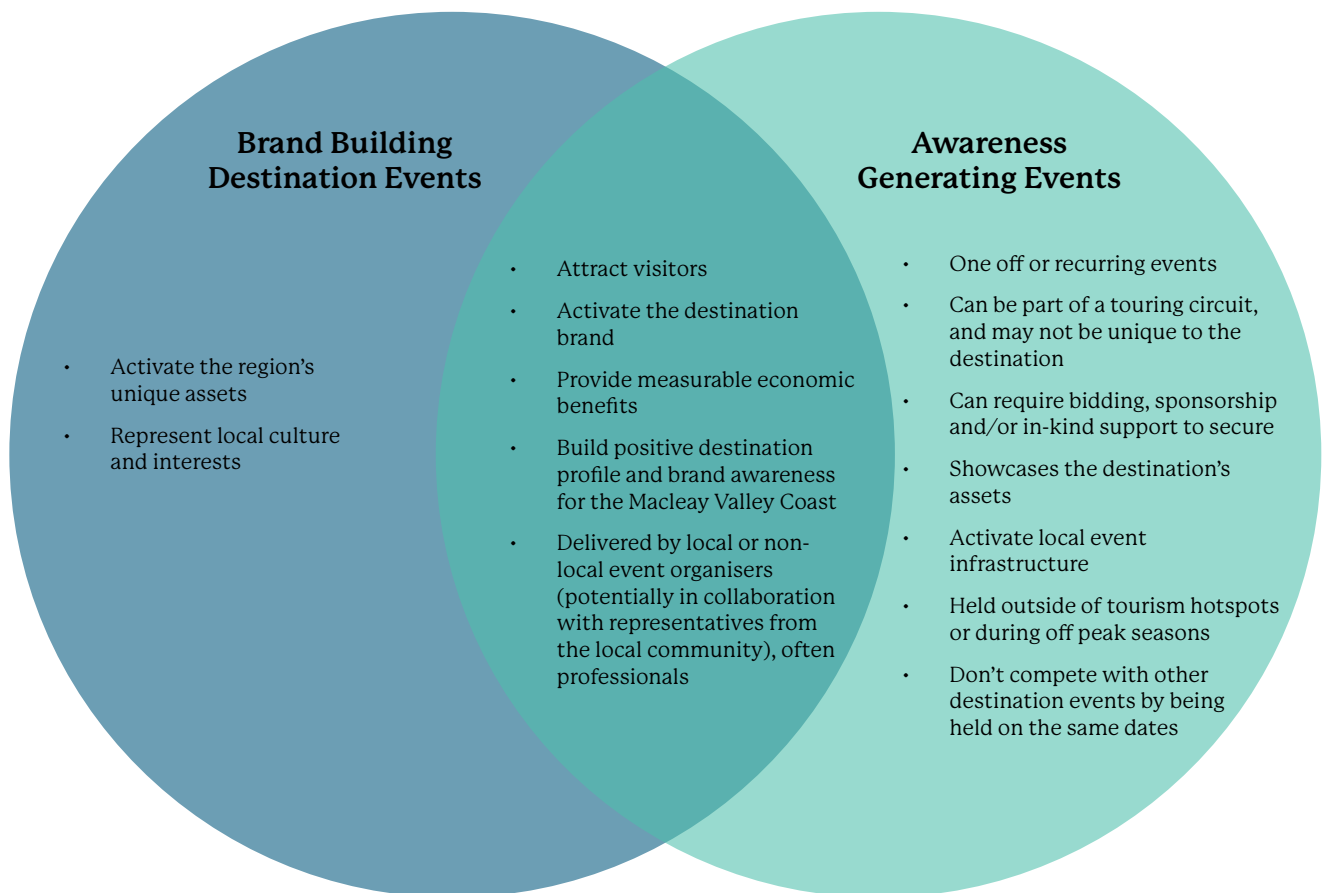 Brand Building
Destination Events
• Activate the region’s
unique assets
• Represent local culture
and interests
• Attract visitors
• Activate the destination
brand
• Provide measurable economic
benefits
• Build positive destination
profile and brand awareness
for the Macleay Valley Coast
• Delivered by local or non-
local event organisers
(potentially in collaboration
with representatives from
the local community), often
professionals
Awareness
Generating Events
• One off or recurring events
• Can be part of a touring circuit,
and may not be unique to the
destination
• Can require bidding, sponsorship
and/or in-kind support to secure
• Showcases the destination’s
assets
• Activate local event
infrastructure
• Held outside of tourism hotspots
or during off peak seasons
• Don’t compete with other
destination events by being
held on the same dates